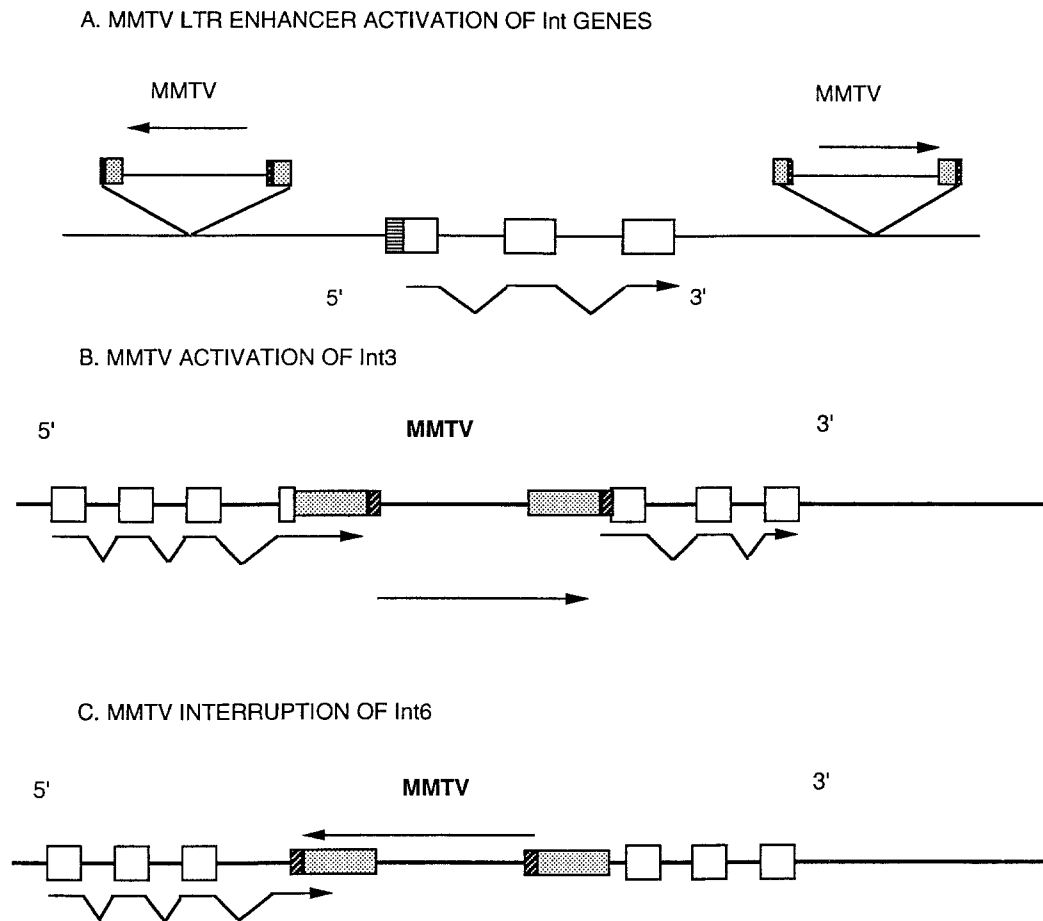 A. MMTV LTR ENHANCER ACTIVATION OF Int GENES
MMTV
MMTV
5'
3'
B. MMTV ACTIVATION OF Int3
5'
MMTV
3'
C. MMTV INTERRUPTION OF Int6
5'
MMTV
3'